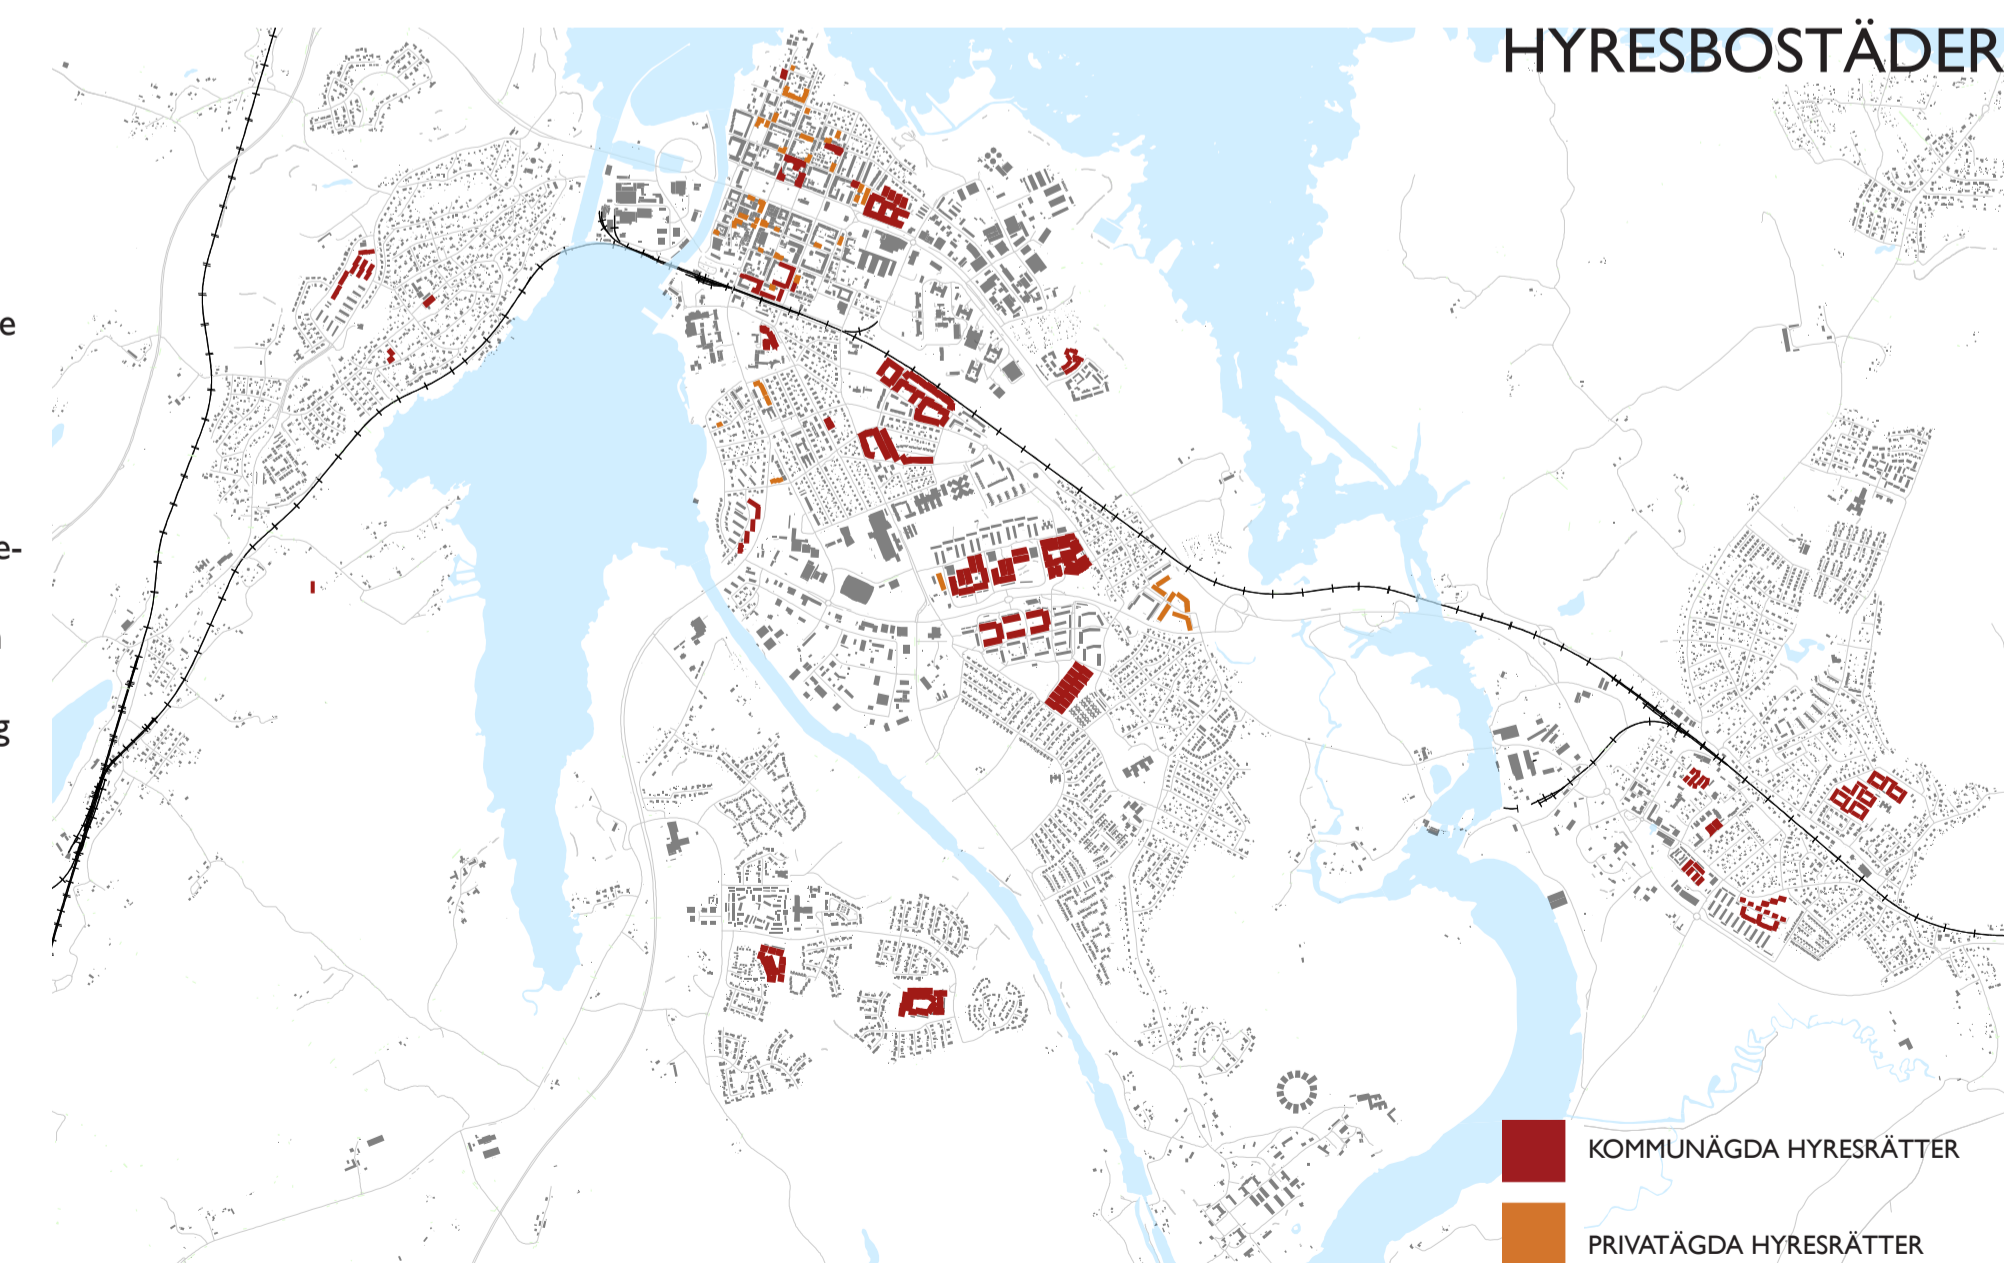 HYRESBOSTÄDER
e
e-
g
KOMMUNÄGDA HYRESRÄTTER
PRIVATÄGDA HYRESRÄTTER